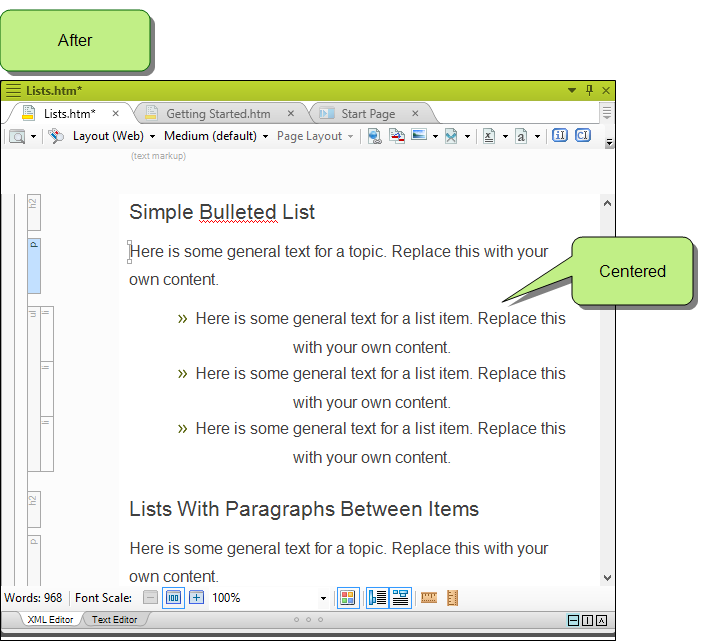 After
Lists.htm*
Lists.htm* Getting Started.htm Start Page
Layout (Web) Medium (default) Page Layout
(text markup)
h2
Simple Bulleted List
p
Here is some general text for a topic. Replace this with your
own content.
Centered
ul
li
» Here is some general text for a list item. Replace this
with your own content.
li
» Here is some general text for a list item. Replace this
with your own content.
li
» Here is some general text for a list item. Replace this
with your own content.
h2
Lists With Paragraphs Between Items
p
Here is some general text for a topic. Replace this with your
own content.
Words: 968 Font Scale: 100 100%
XML Editor Text Editor